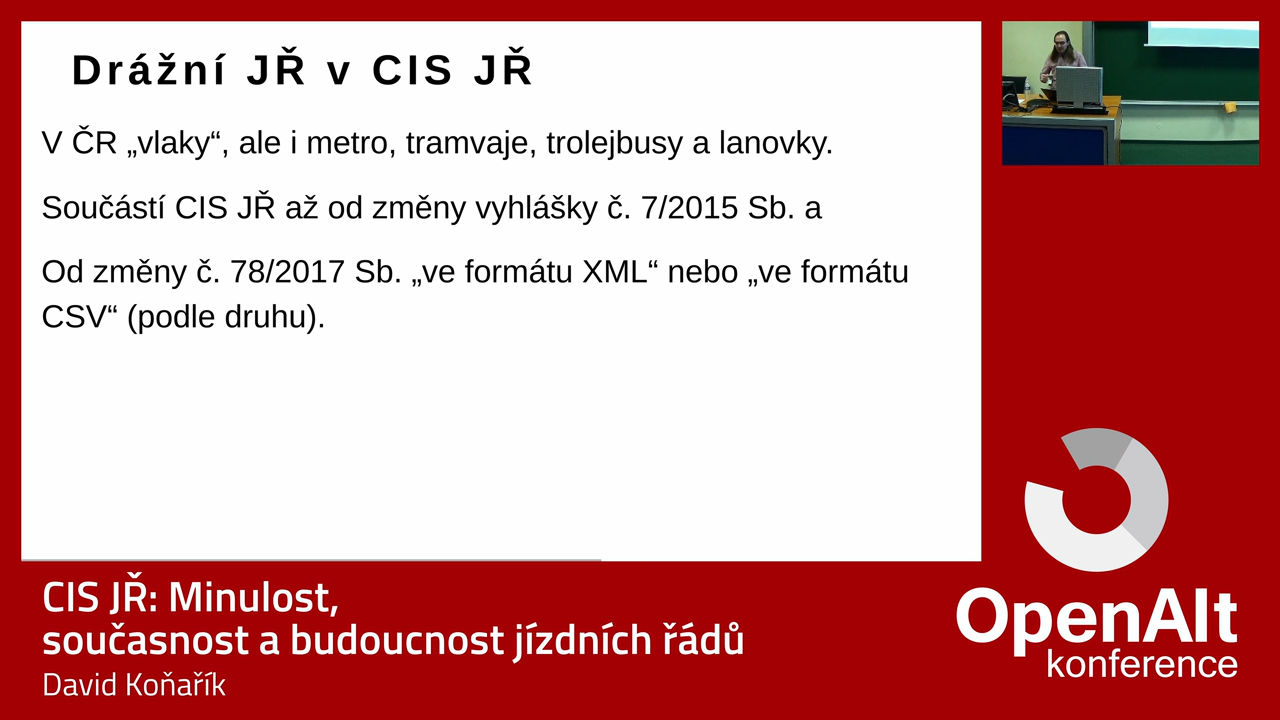 Drážní JŘ v CIS JŘ
V ČR „vlaky“, ale i metro, tramvaje, trolejbusy a lanovky.
Součástí CIS JŘ až od změny vyhlášky č. 7/2015 Sb. a
Od změny č. 78/2017 Sb. „ve formátu XML“ nebo „ve formátu
CSV“ (podle druhu).
CIS JŘ: Minulost,
současnost a budoucnost jízdních řádů
David Koňařík
OpenAlt
konference